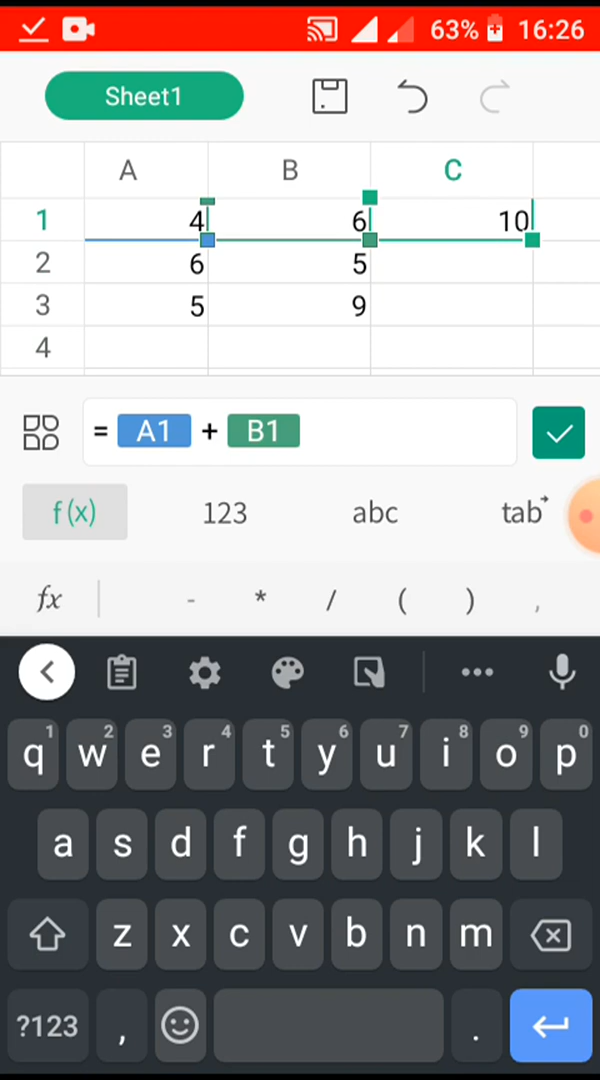 63% 16:26
Sheet1
A B C
1 4 6 10
2 6 5
3 5 9
4
= A1 + B1
f(x) 123 abc tab
fx - * / ( ) ,
1 2 3 4 5 6 7 8 9 0
q w e r t y u i o p
a s d f g h j k l
z x c v b n m
?123 , .